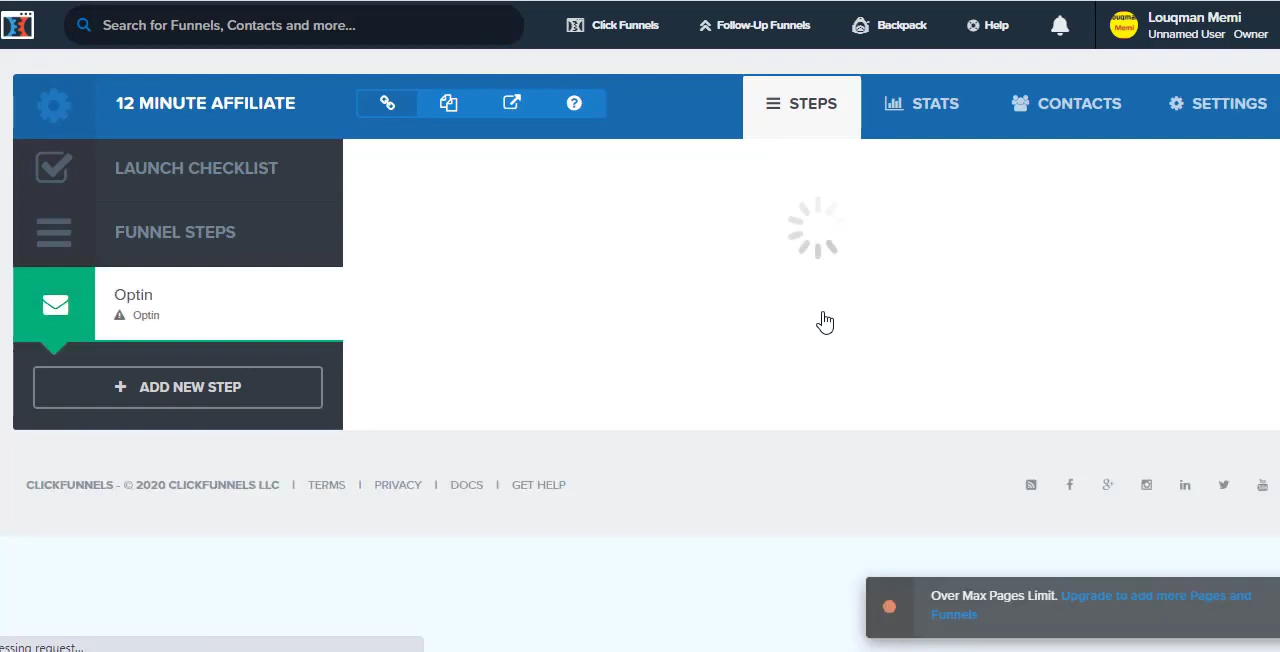 Search for Funnels, Contacts and more...
Click Funnels
Follow-Up Funnels
Backpack
Help
Louqman Memi
Unnamed User Owner
12 MINUTE AFFILIATE
STEPS
STATS
CONTACTS
SETTINGS
LAUNCH CHECKLIST
FUNNEL STEPS
Optin
Optin
+ ADD NEW STEP
CLICKFUNNELS - © 2020 CLICKFUNNELS LLC | TERMS | PRIVACY | DOCS | GET HELP
Over Max Pages Limit. Upgrade to add more Pages and
Funnels
essing request...